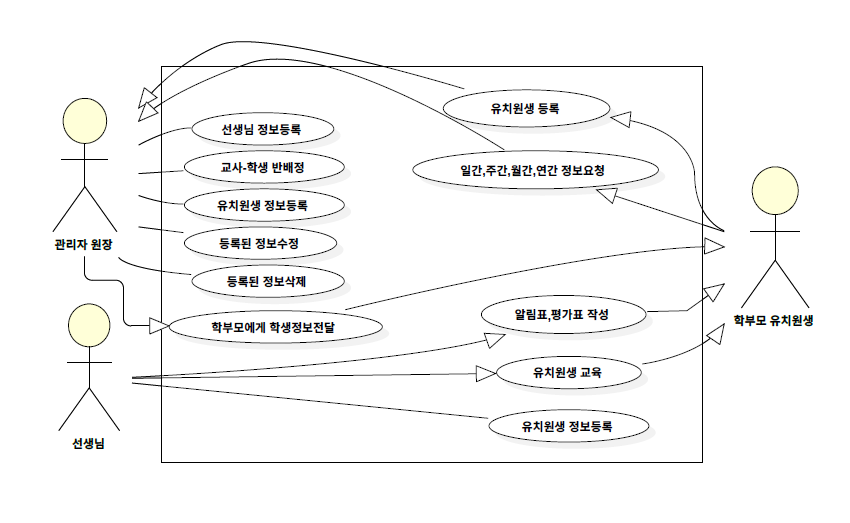 유치원생 등록
선생님 정보등록
교사-학생 반배정
일간,주간,월간,연간 정보요청
유치원생 정보등록
관리자 원장
등록된 정보수정
등록된 정보삭제
학부모에게 학생정보전달
알림표,평가표 작성
학부모 유치원생
유치원생 교육
유치원생 정보등록
선생님